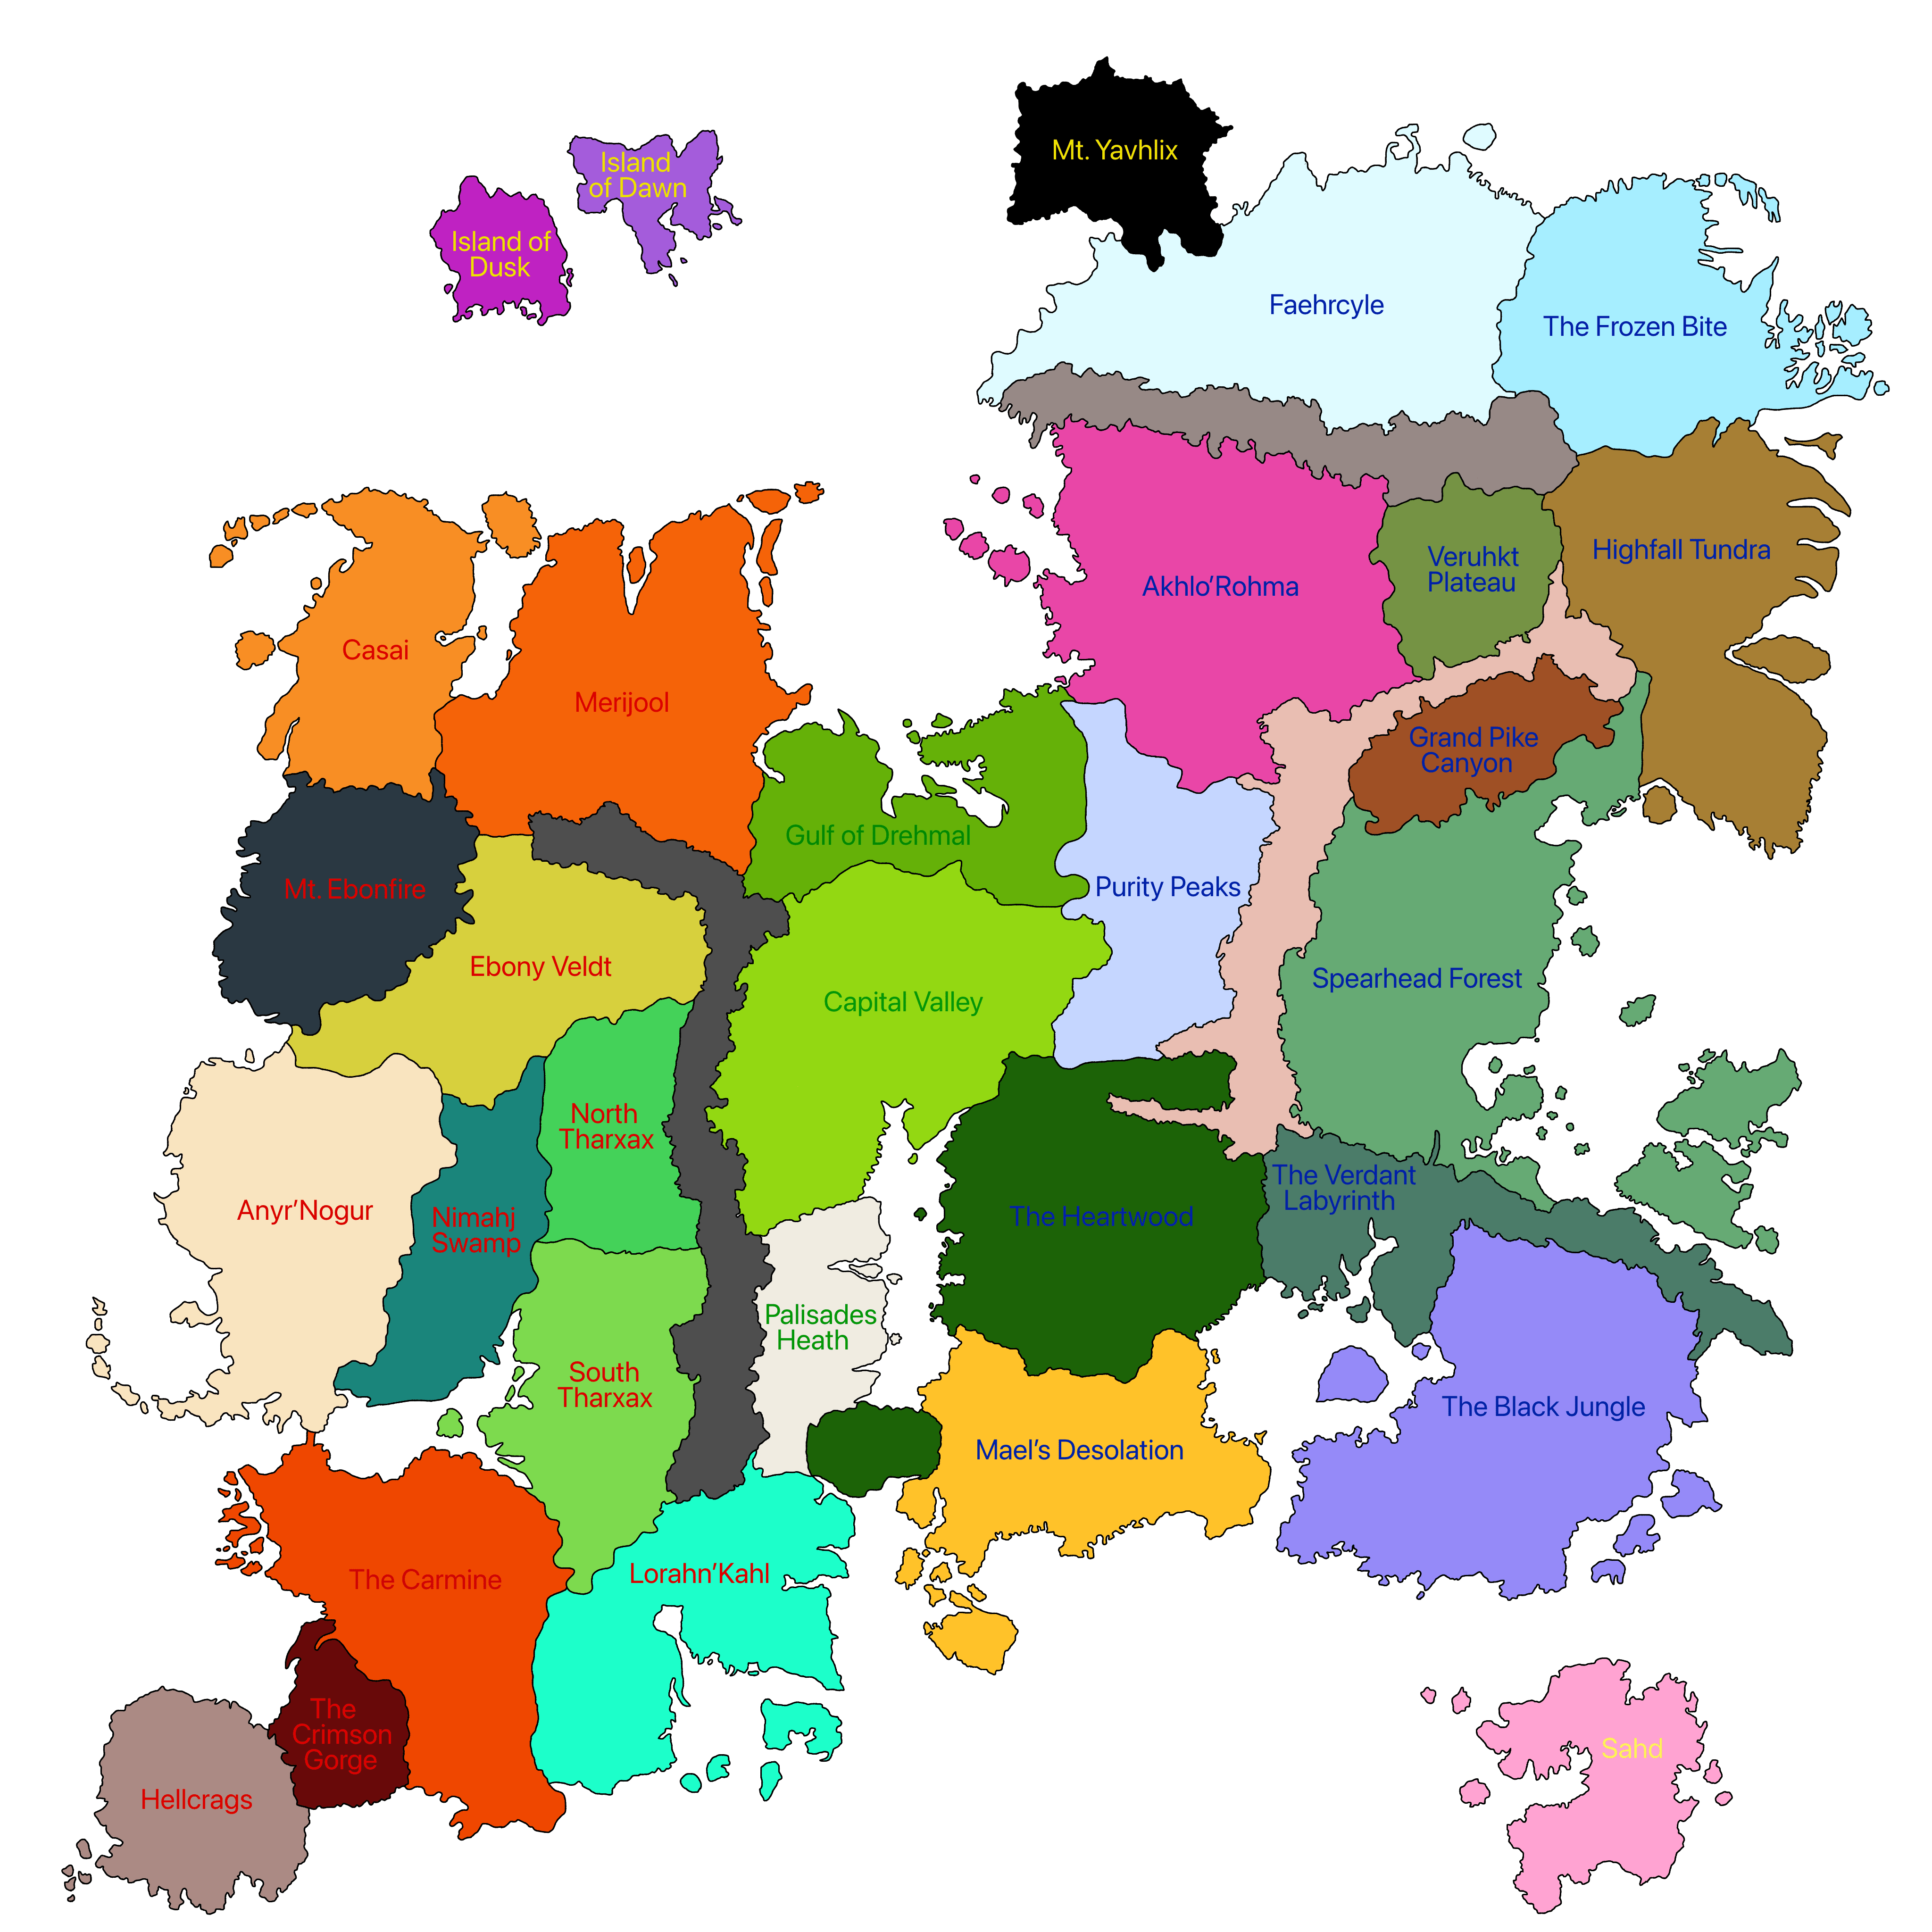 Mt. Yavhlix
Island
of Dawn
Island of
Dusk
Faehrcyle
The Frozen Bite
Highfall Tundra
Veruhkt
Plateau
Akhlo'Rohma
Casai
Merijool
Grand Pike
Canyon
Gulf of Drehmal
Mt. Ebonfire
Purity Peaks
Ebony Veldt
Spearhead Forest
Capital Valley
North
Tharxax
The Verdant
Labyrinth
Anyr'Nogur
Nimahj
Swamp
The Heartwood
Palisades
Heath
South
Tharxax
The Black Jungle
Mael's Desolation
Lorahn'Kahl
The Carmine
The
Crimson
Gorge
Sahd
Hellcrags